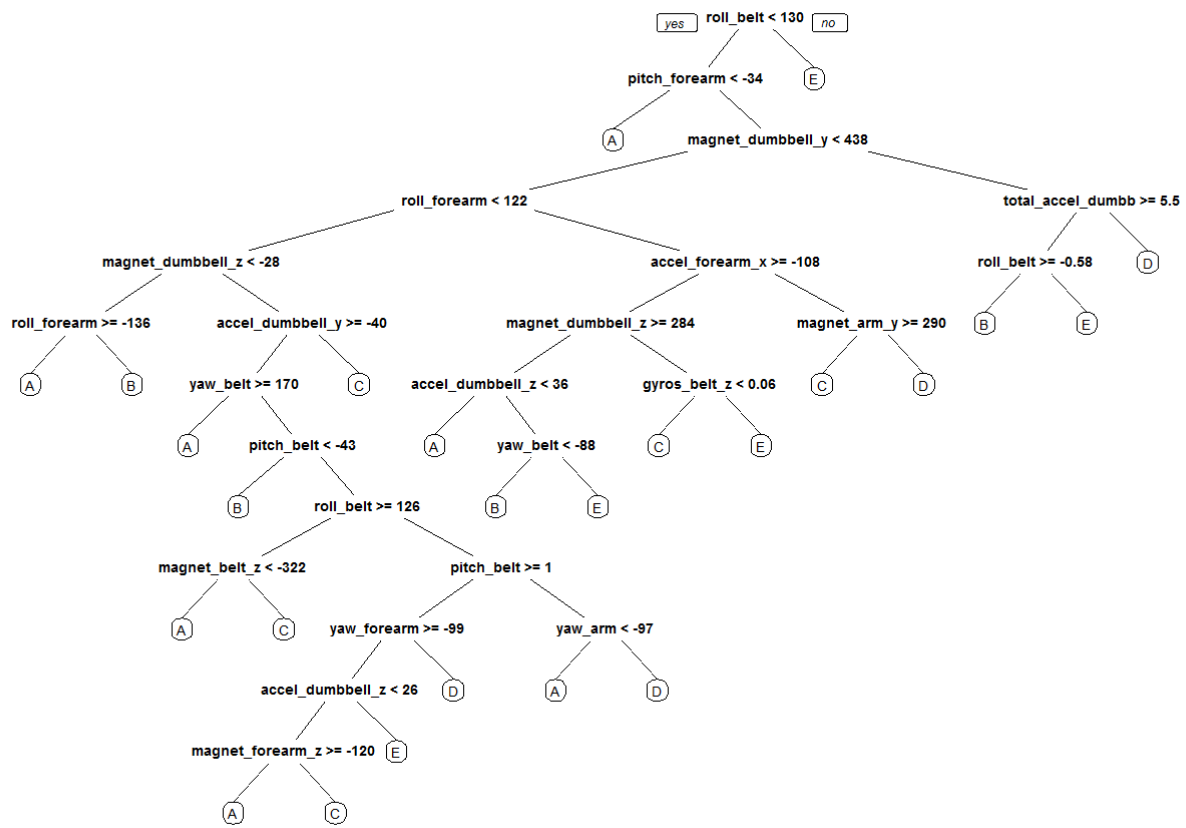 yes roll_belt < 130 no
pitch_forearm < -34 E
A magnet_dumbbell_y < 438
roll_forearm < 122 total_accel_dumbb >= 5.5
magnet_dumbbell_z < -28 accel_forearm_x >= -108 roll_belt >= -0.58 D
roll_forearm >= -136 accel_dumbbell_y >= -40 magnet_dumbbell_z >= 284 magnet_arm_y >= 290 B E
A B yaw_belt >= 170 C accel_dumbbell_z < 36 gyros_belt_z < 0.06 C D
A pitch_belt < -43 A yaw_belt < -88 C E
B roll_belt >= 126 B E
magnet_belt_z < -322 pitch_belt >= 1
A C yaw_forearm >= -99 yaw_arm < -97
accel_dumbbell_z < 26 D A D
magnet_forearm_z >= -120 E
A C